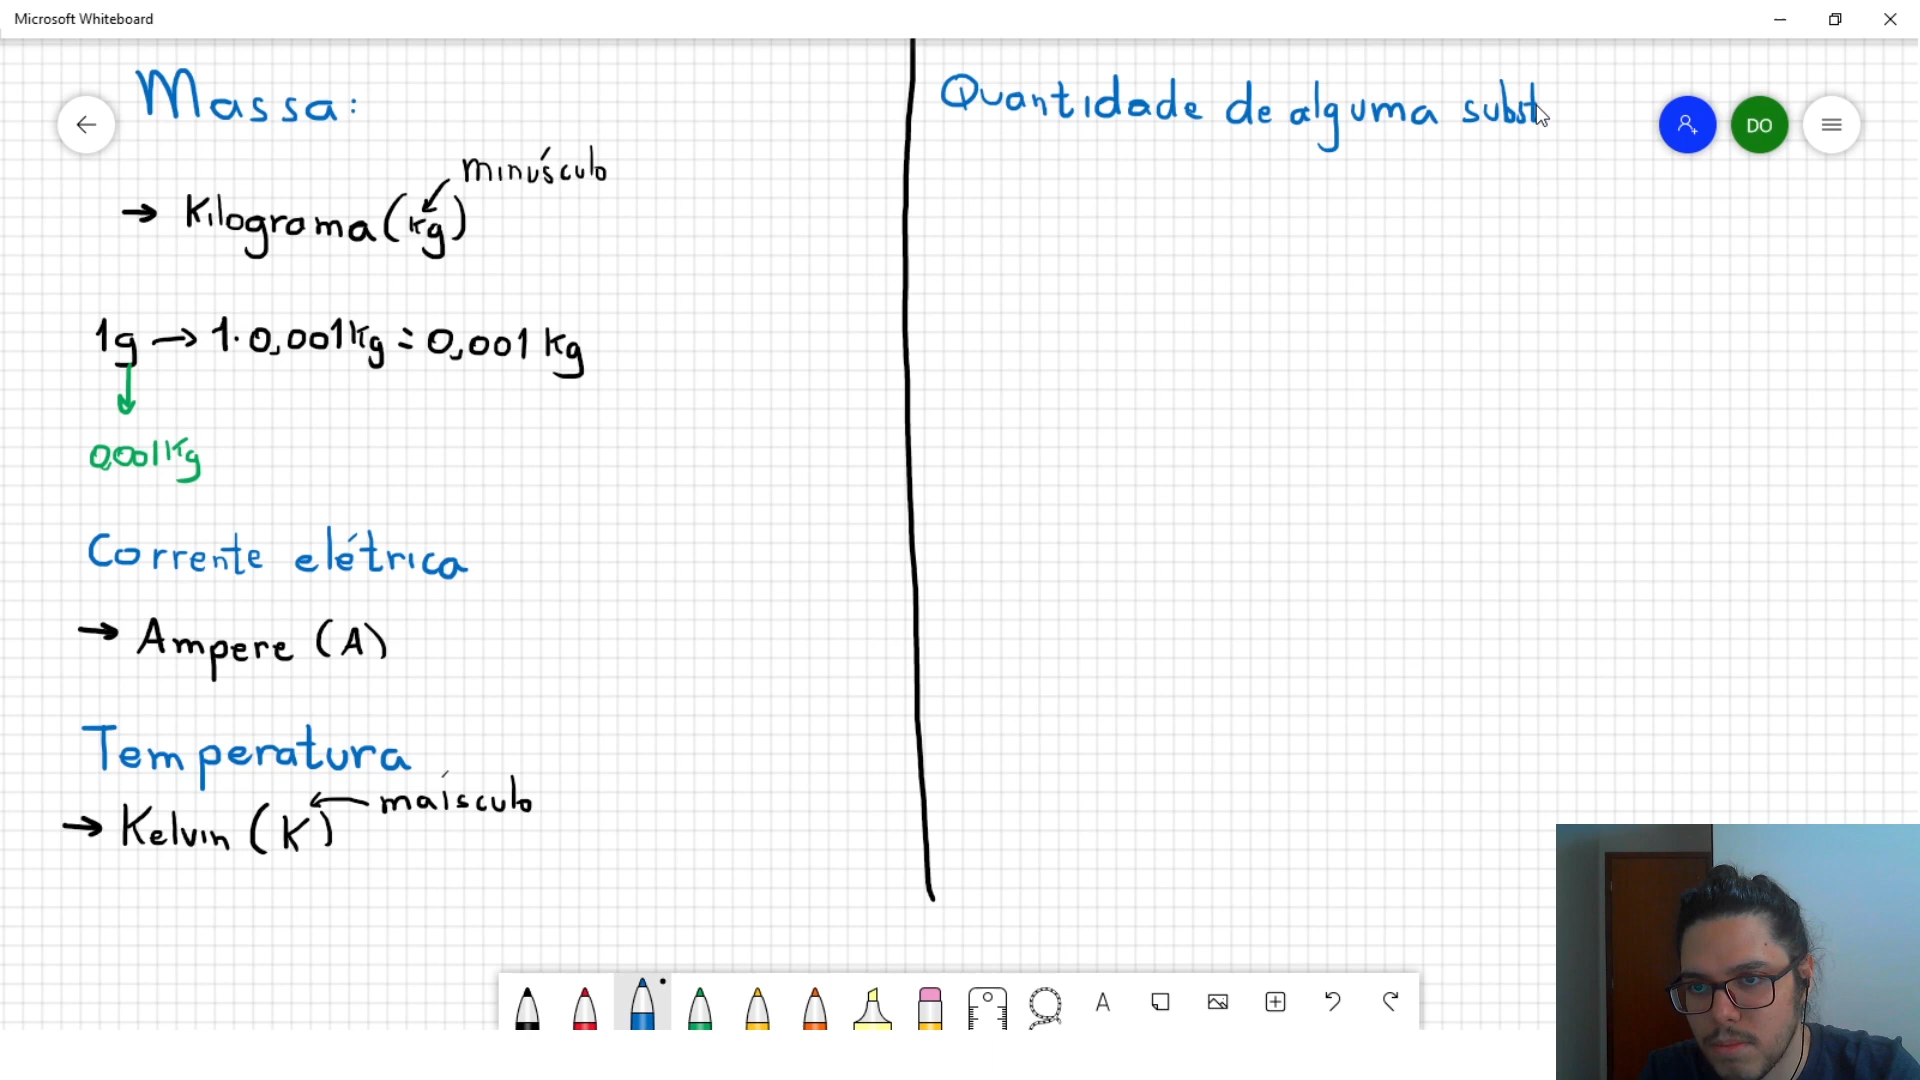 Microsoft Whiteboard
Massa:
minúsculo
→ Kilograma (kg)
1g → 1·0,001kg = 0,001 kg
0,001kg
Corrente elétrica
→ Ampere (A)
Temperatura
maísculo
→ Kelvin (K)
Quantidade de alguma subst
DO
A